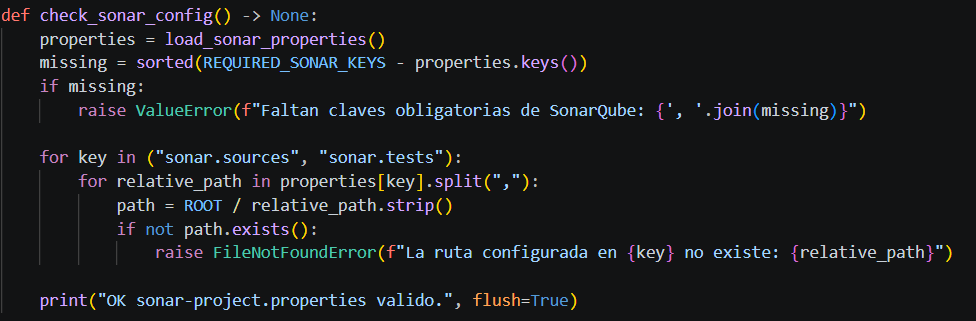 def check_sonar_config() -> None:
    properties = load_sonar_properties()
    missing = sorted(REQUIRED_SONAR_KEYS - properties.keys())
    if missing:
        raise ValueError(f"Faltan claves obligatorias de SonarQube: {', '.join(missing)}")

    for key in ("sonar.sources", "sonar.tests"):
        for relative_path in properties[key].split(","):
            path = ROOT / relative_path.strip()
            if not path.exists():
                raise FileNotFoundError(f"La ruta configurada en {key} no existe: {relative_path}")

    print("OK sonar-project.properties valido.", flush=True)